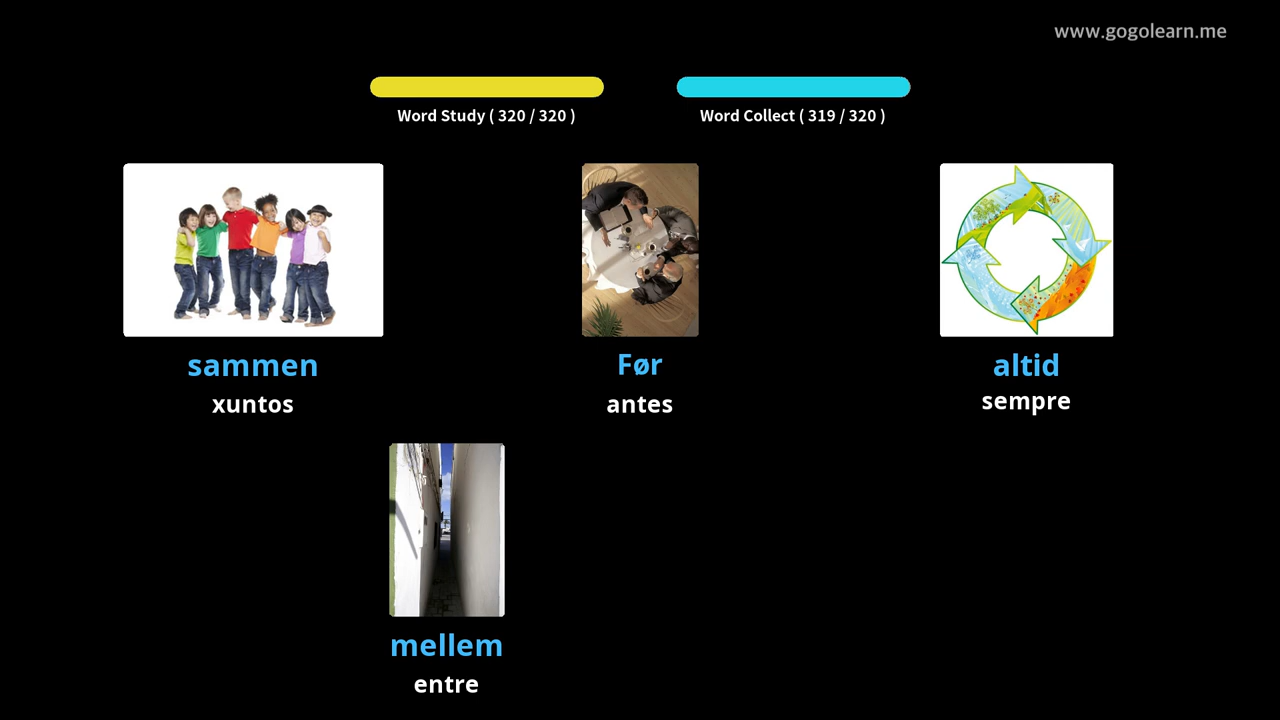 www.gogolearn.me
Word Study ( 320 / 320 )
Word Collect ( 319 / 320 )
sammen
xuntos
Før
antes
altid
sempre
mellem
entre